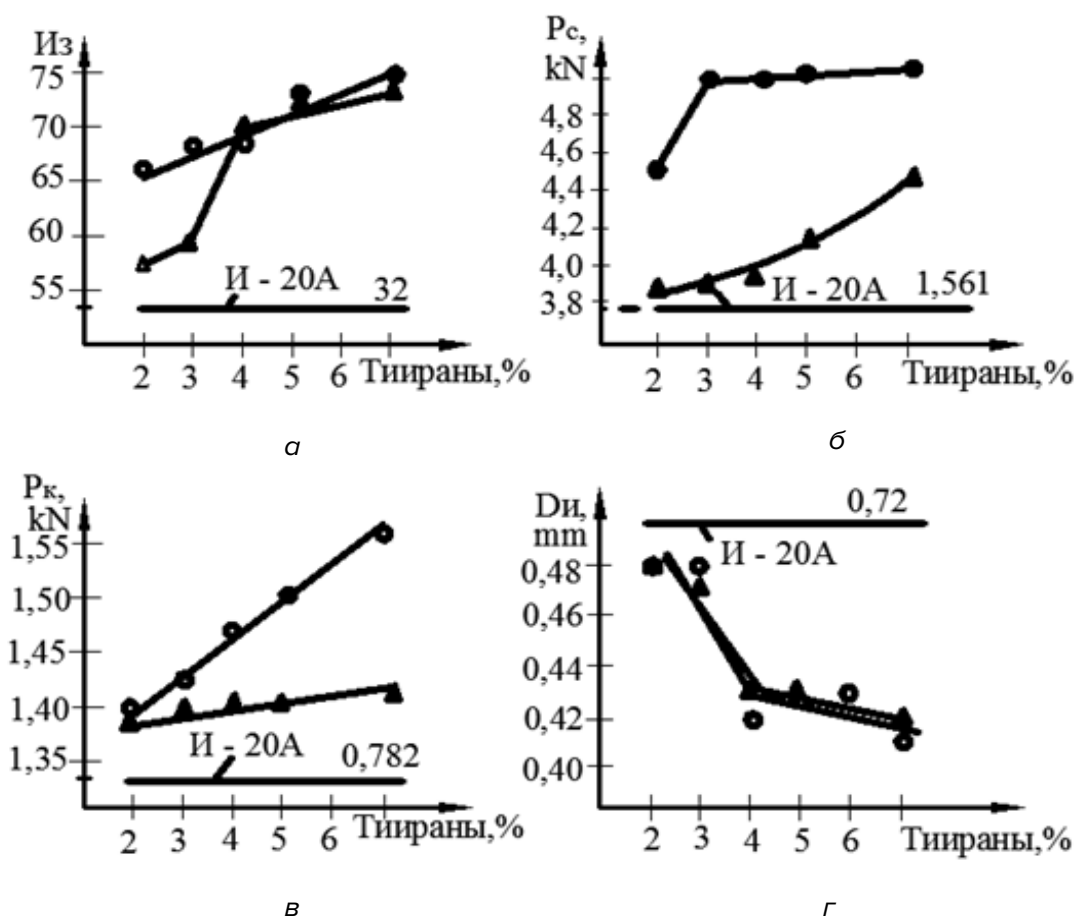 Из
75
70
65
60
55
И - 20А
32
2 3 4 5 6 Тиираны,%
а
Рс,
kN
4,8
4,6
4,4
4,2
4,0
3,8
И - 20А
1,561
2 3 4 5 6 Тиираны,%
б
Рк,
kN
1,55
1,50
1,45
1,40
1,35
И - 20А
0,782
2 3 4 5 6 Тиираны,%
в
Dи,
mm
0,48
0,46
0,44
0,42
0,40
0,72
И - 20А
2 3 4 5 6 Тиираны,%
г